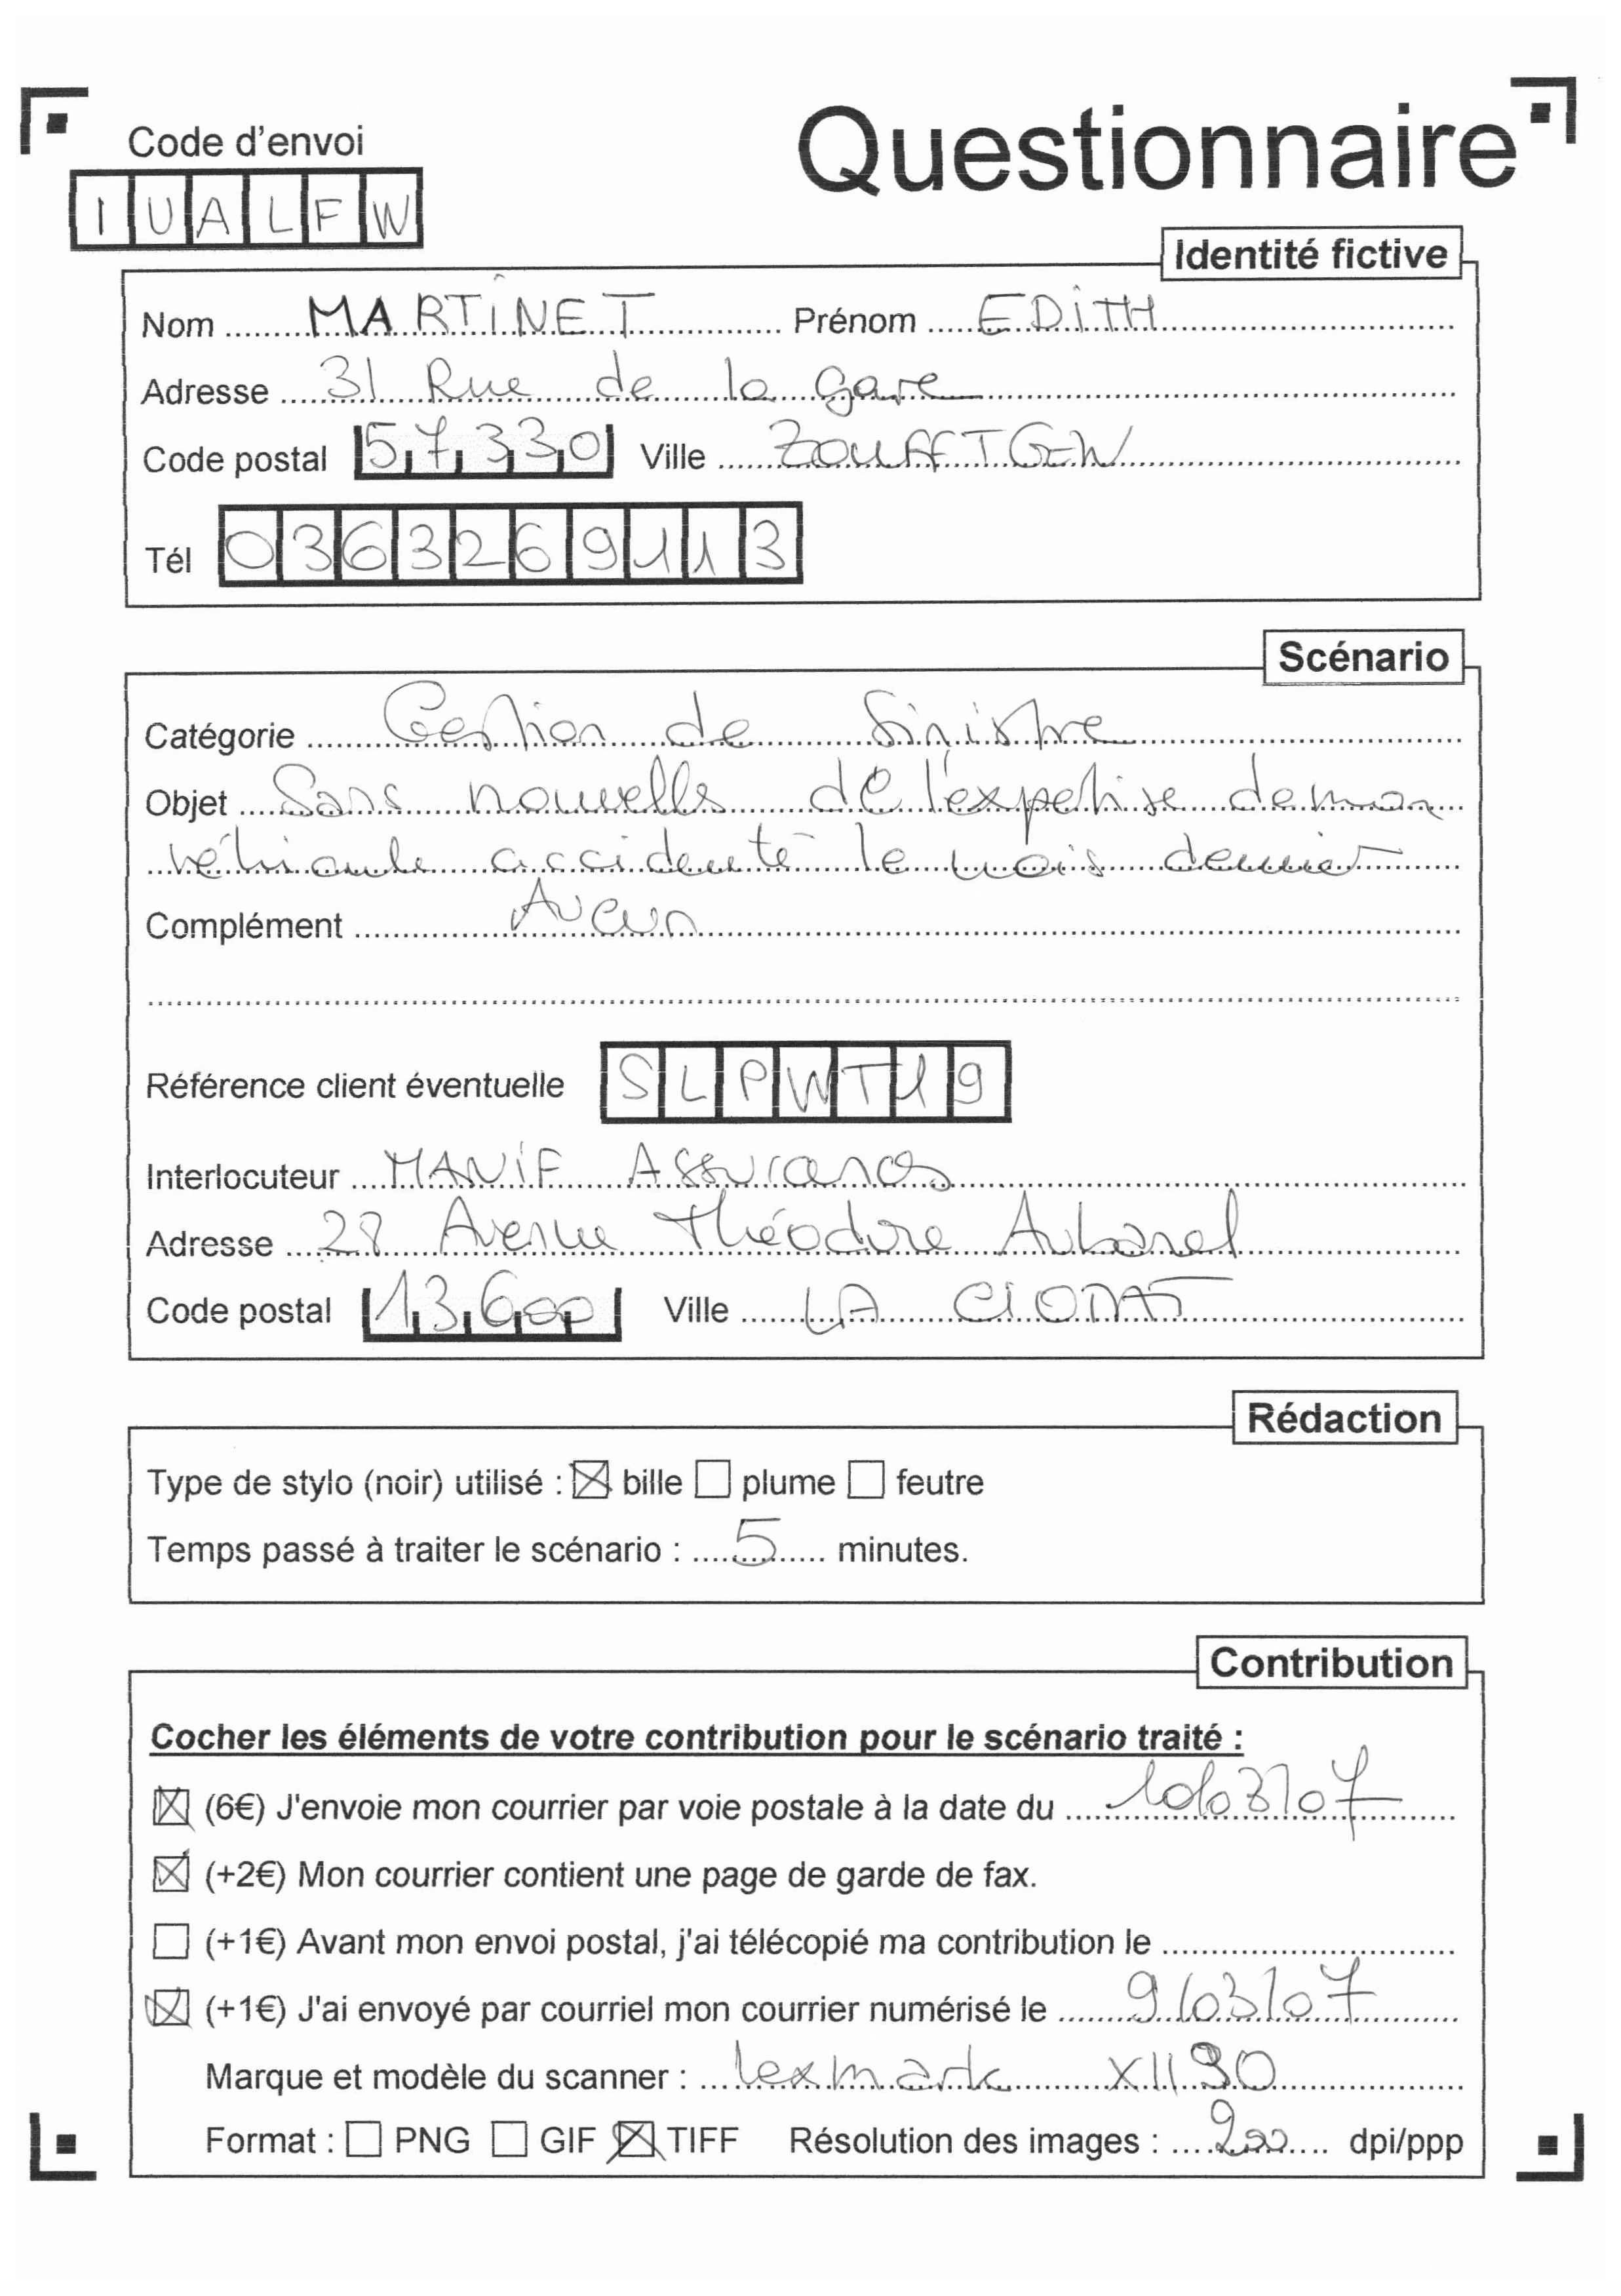 Questionnaire
Code d'envoi
I U A L F W
Identité fictive
Nom MARTINET Prénom EDITH
Adresse 31 Rue de la gare
Code postal 57330 Ville ZOUFFTGEN
Tél 0363269113
Scénario
Catégorie Gestion de Sinistre
Objet Sans nouvelle de l'expertise de mon
véhicule accidenté le mois dernier
Complément Aucun
Référence client éventuelle SLPWT19
Interlocuteur MANIF Assurances
Adresse 28 Avenue Théodore Aubanel
Code postal 13600 Ville LA CIOTAT
Rédaction
Type de stylo (noir) utilisé : ☒ bille ☐ plume ☐ feutre
Temps passé à traiter le scénario : 5 minutes.
Contribution
Cocher les éléments de votre contribution pour le scénario traité :
☒ (6€) J'envoie mon courrier par voie postale à la date du 10/03/07
☒ (+2€) Mon courrier contient une page de garde de fax.
☐ (+1€) Avant mon envoi postal, j'ai télécopié ma contribution le
☒ (+1€) J'ai envoyé par courriel mon courrier numérisé le 9/03/07
Marque et modèle du scanner : lexmark X1190
Format : ☐ PNG ☐ GIF ☒ TIFF Résolution des images : 200 dpi/ppp